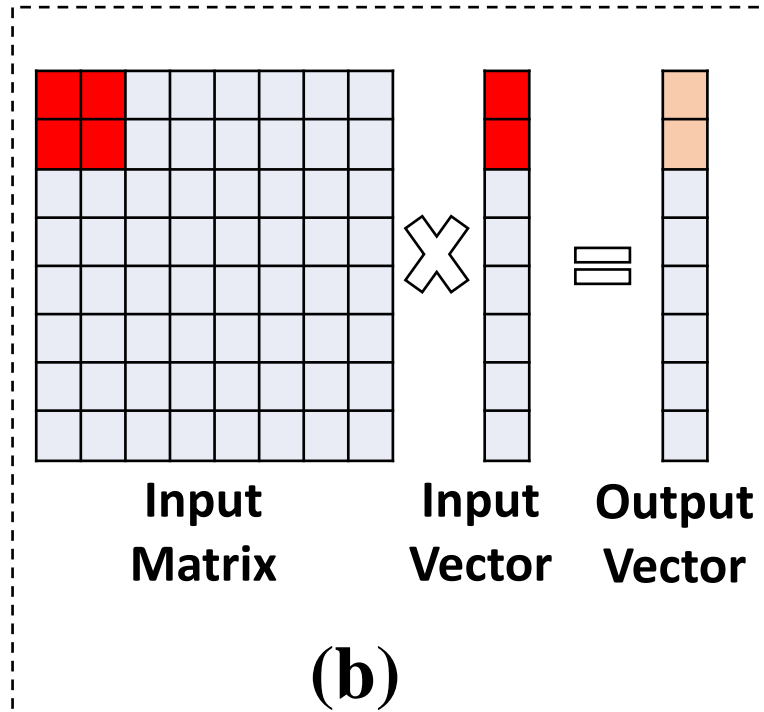 Input
Matrix
Input
Vector
Output
Vector
(b)